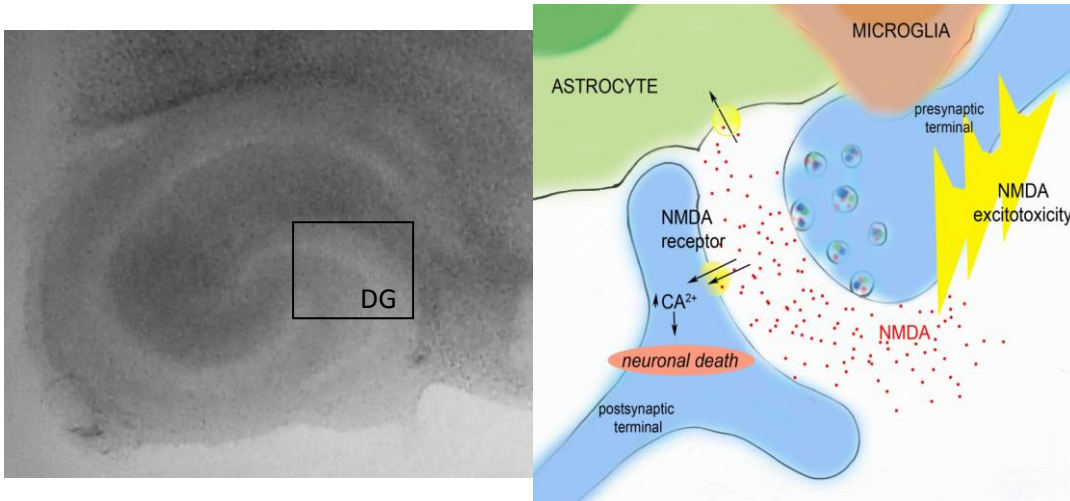 DG
ASTROCYTE
MICROGLIA
presynaptic
terminal
NMDA
excitotoxicity
NMDA
receptor
CA²⁺
NMDA
neuronal death
postsynaptic
terminal